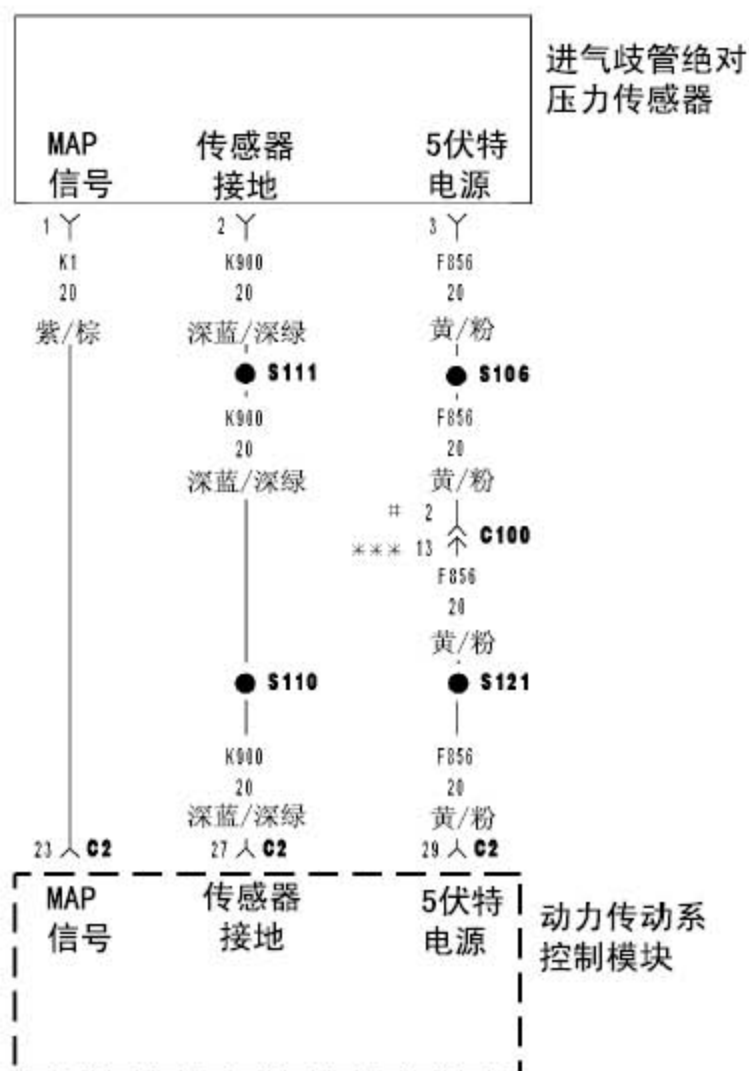 进气歧管绝对
压力传感器
MAP 传感器 5伏特
信号 接地 电源
1 2 3
K1 K900 F856
20 20 20
紫/棕 深蓝/深绿 黄/粉
S111 S106
K900 F856
20 20
深蓝/深绿 黄/粉
# 2
C100
*** 13
F856
20
黄/粉
S110 S121
K900 F856
20 20
深蓝/深绿 黄/粉
23 C2 27 C2 29 C2
MAP 传感器 5伏特
信号 接地 电源
动力传动系
控制模块